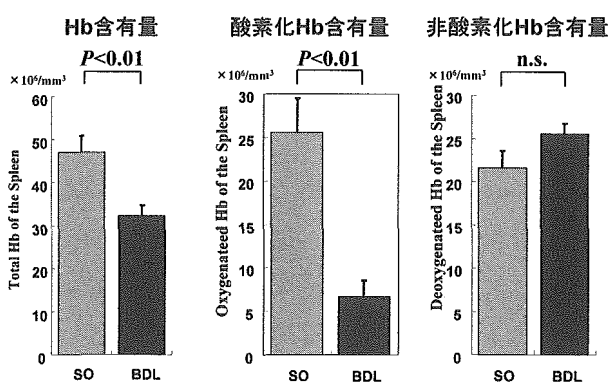 Hb含有量
P<0.01
×10⁶/mm³
Total Hb of the Spleen
60
50
40
30
20
10
0
SO BDL
酸素化Hb含有量
P<0.01
×10⁶/mm³
Oxygenateed Hb of the Spleen
30
25
20
15
10
5
0
SO BDL
非酸素化Hb含有量
n.s.
×10⁶/mm³
Deoxygenateed Hb of the Spleen
30
25
20
15
10
5
0
SO BDL